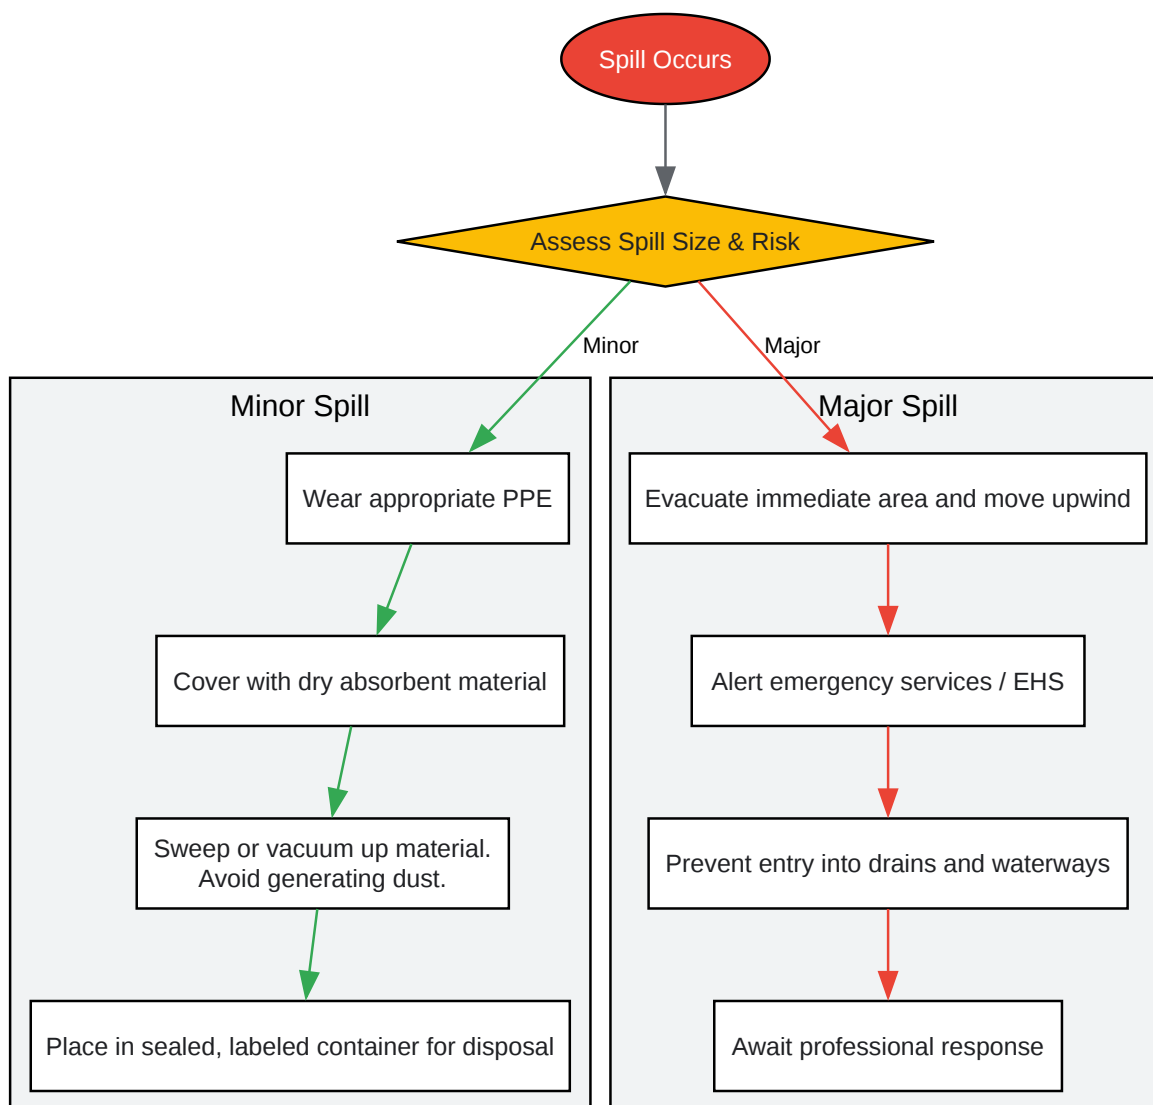 Spill Occurs
Assess Spill Size & Risk
Minor
Major
Minor Spill
Wear appropriate PPE
Cover with dry absorbent material
Sweep or vacuum up material.
Avoid generating dust.
Place in sealed, labeled container for disposal
Major Spill
Evacuate immediate area and move upwind
Alert emergency services / EHS
Prevent entry into drains and waterways
Await professional response